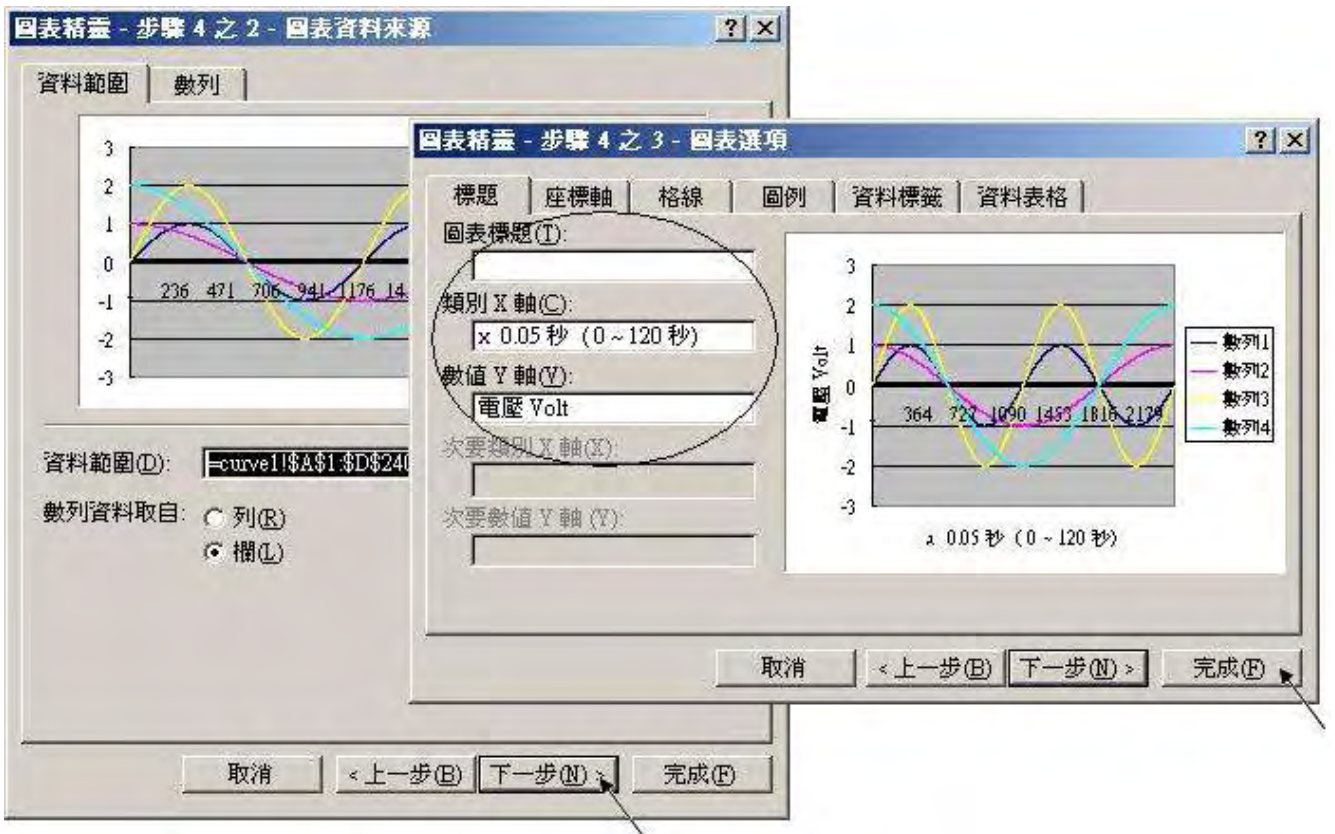 圖表精靈 - 步驟 4 之 2 - 圖表資料來源
資料範圍 數列
3
2
1
0
-1
-2
-3
236 471 706 941 1176 14
資料範圍(D): =curve1!$A$1:$D$240
數列資料取自: 列(R)
欄(L)
取消 < 上一步(B) 下一步(N) > 完成(F)
圖表精靈 - 步驟 4 之 3 - 圖表選項
標題 座標軸 格線 圖例 資料標籤 資料表格
圖表標題(T):
類別 X 軸(C):
x 0.05 秒 (0 ~ 120 秒)
數值 Y 軸(V):
電壓 Volt
次要類別 X 軸(X):
次要數值 Y 軸 (Y):
電壓 Volt
3
2
1
0
-1
-2
-3
364 727 1090 1453 1816 2179
0.05 秒 (0 ~ 120 秒)
數列1
數列2
數列3
數列4
取消 < 上一步(B) 下一步(N) > 完成(F)